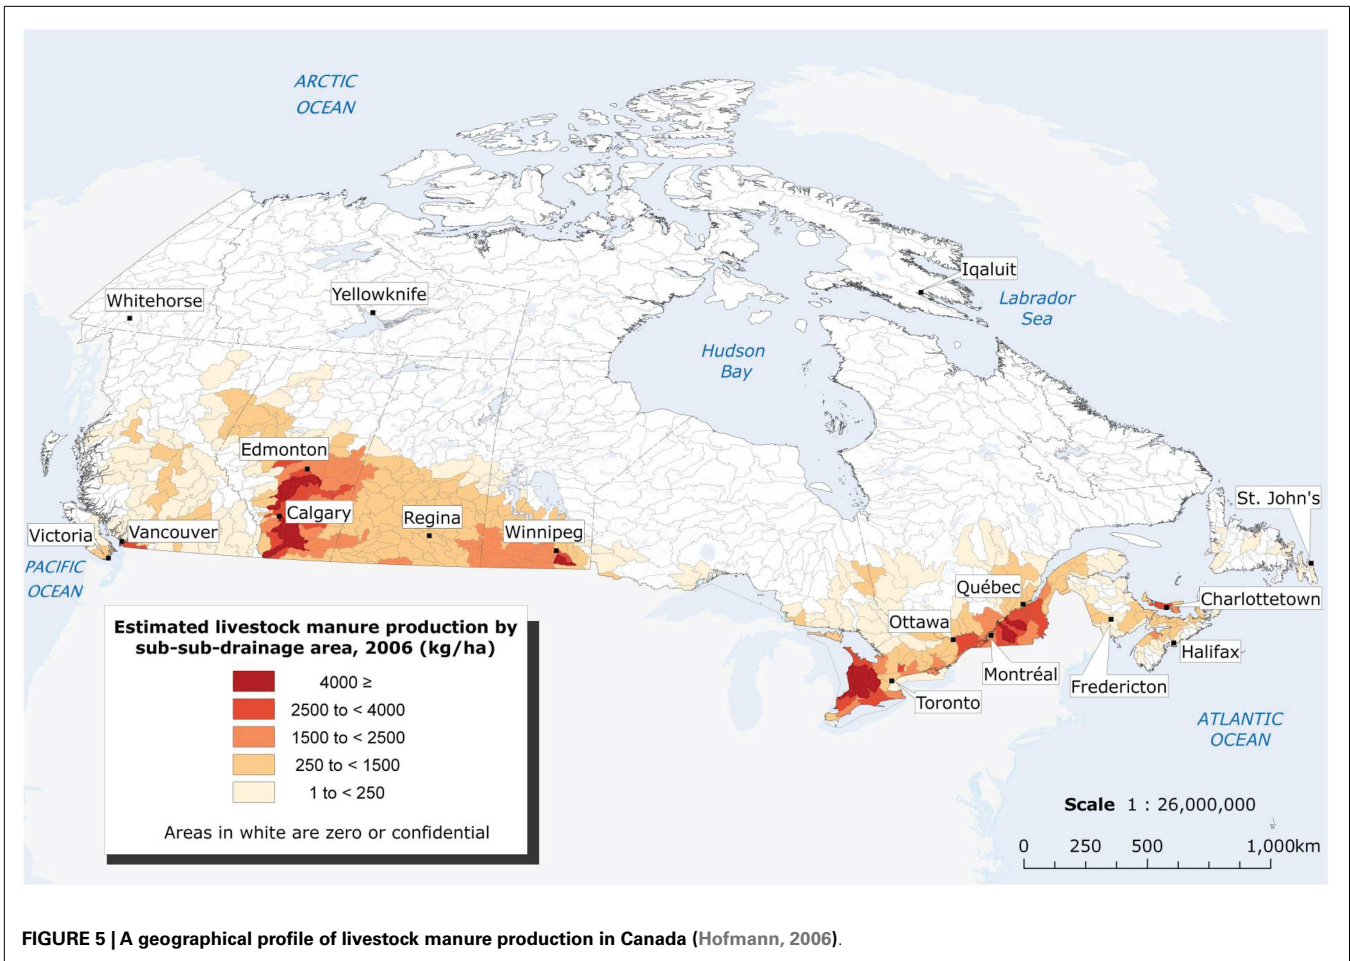 ARCTIC
OCEAN
Iqaluit
Labrador
Sea
Whitehorse
Yellowknife
Hudson
Bay
Edmonton
Calgary
Regina
Winnipeg
Victoria
Vancouver
PACIFIC
OCEAN
St. John's
Québec
Charlottetown
Ottawa
Halifax
Montréal
Fredericton
Toronto
ATLANTIC
OCEAN
Estimated livestock manure production by
sub-sub-drainage area, 2006 (kg/ha)
4000 ≥
2500 to < 4000
1500 to < 2500
250 to < 1500
1 to < 250
Areas in white are zero or confidential
Scale 1 : 26,000,000
0 250 500 1,000km
FIGURE 5 | A geographical profile of livestock manure production in Canada (Hofmann, 2006).